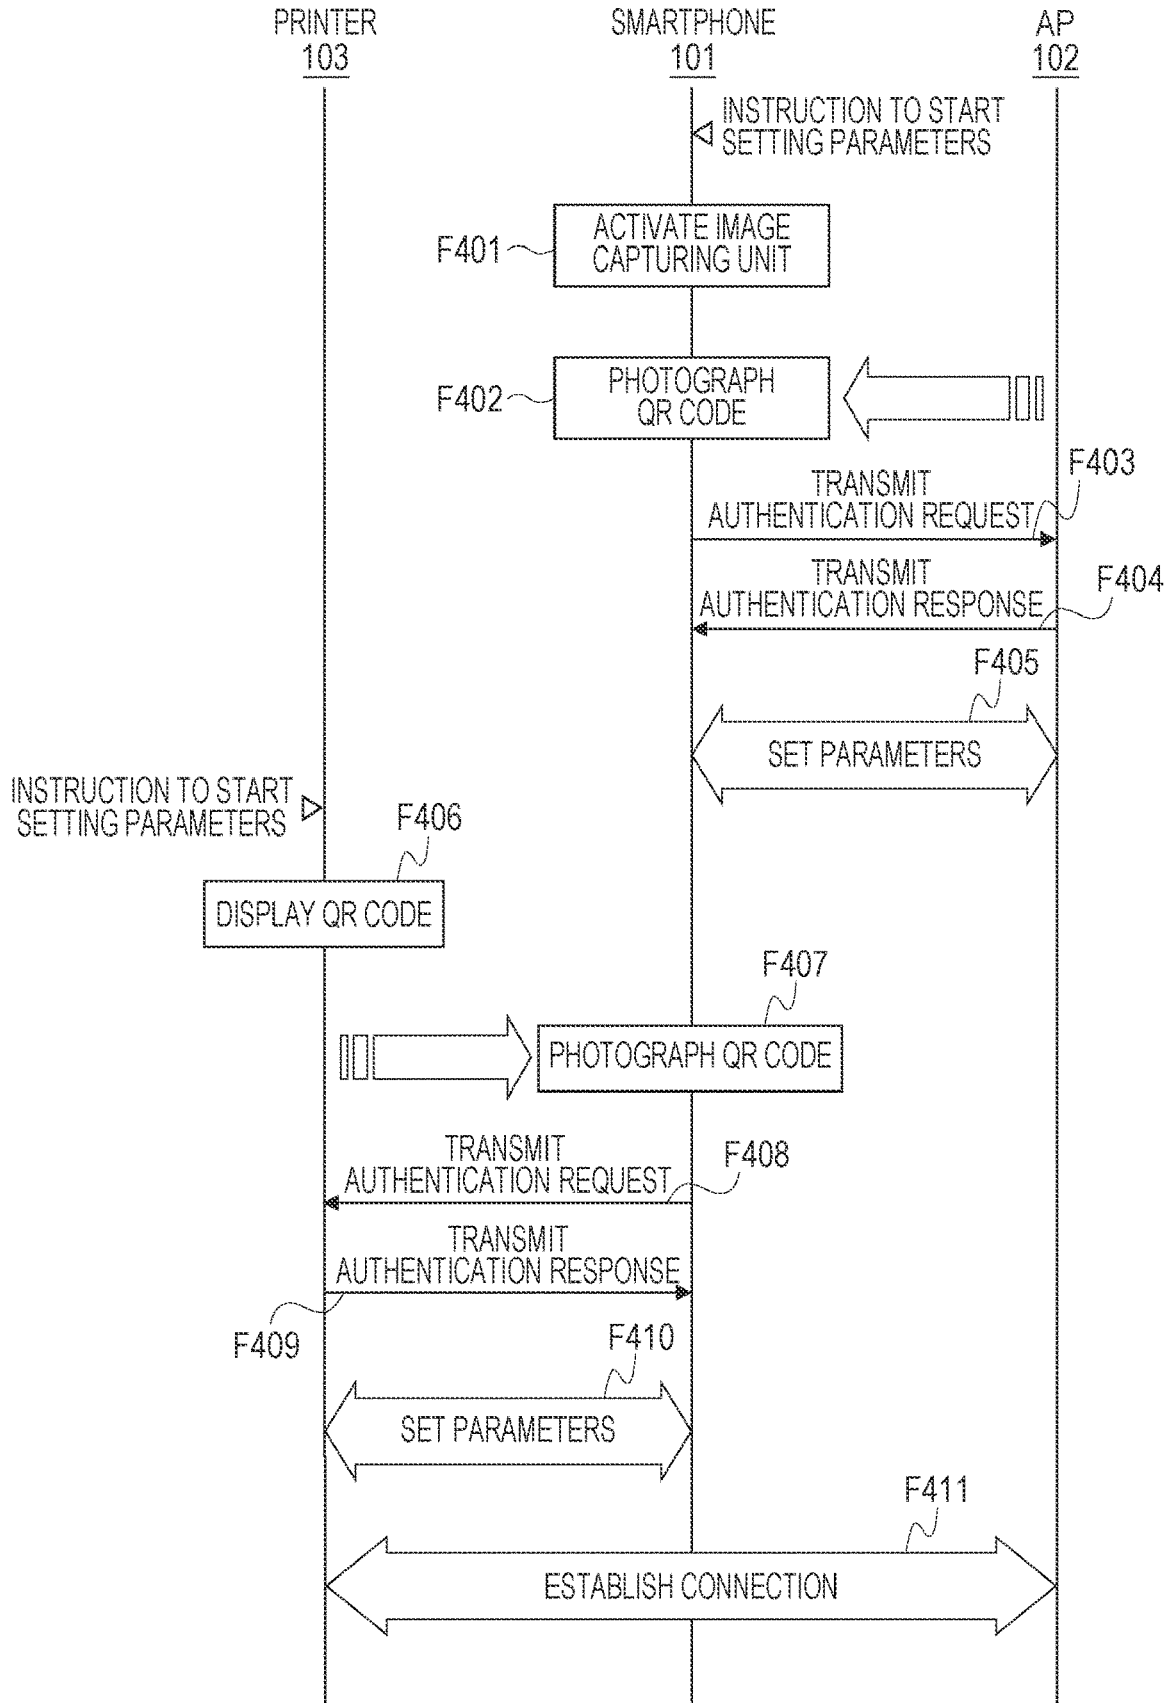 PRINTER
103
SMARTPHONE
101
AP
102
INSTRUCTION TO START
SETTING PARAMETERS
F401
ACTIVATE IMAGE
CAPTURING UNIT
F402
PHOTOGRAPH
QR CODE
F403
TRANSMIT
AUTHENTICATION REQUEST
F404
TRANSMIT
AUTHENTICATION RESPONSE
F405
SET PARAMETERS
INSTRUCTION TO START
SETTING PARAMETERS
F406
DISPLAY QR CODE
F407
PHOTOGRAPH QR CODE
F408
TRANSMIT
AUTHENTICATION REQUEST
TRANSMIT
AUTHENTICATION RESPONSE
F409
F410
SET PARAMETERS
F411
ESTABLISH CONNECTION